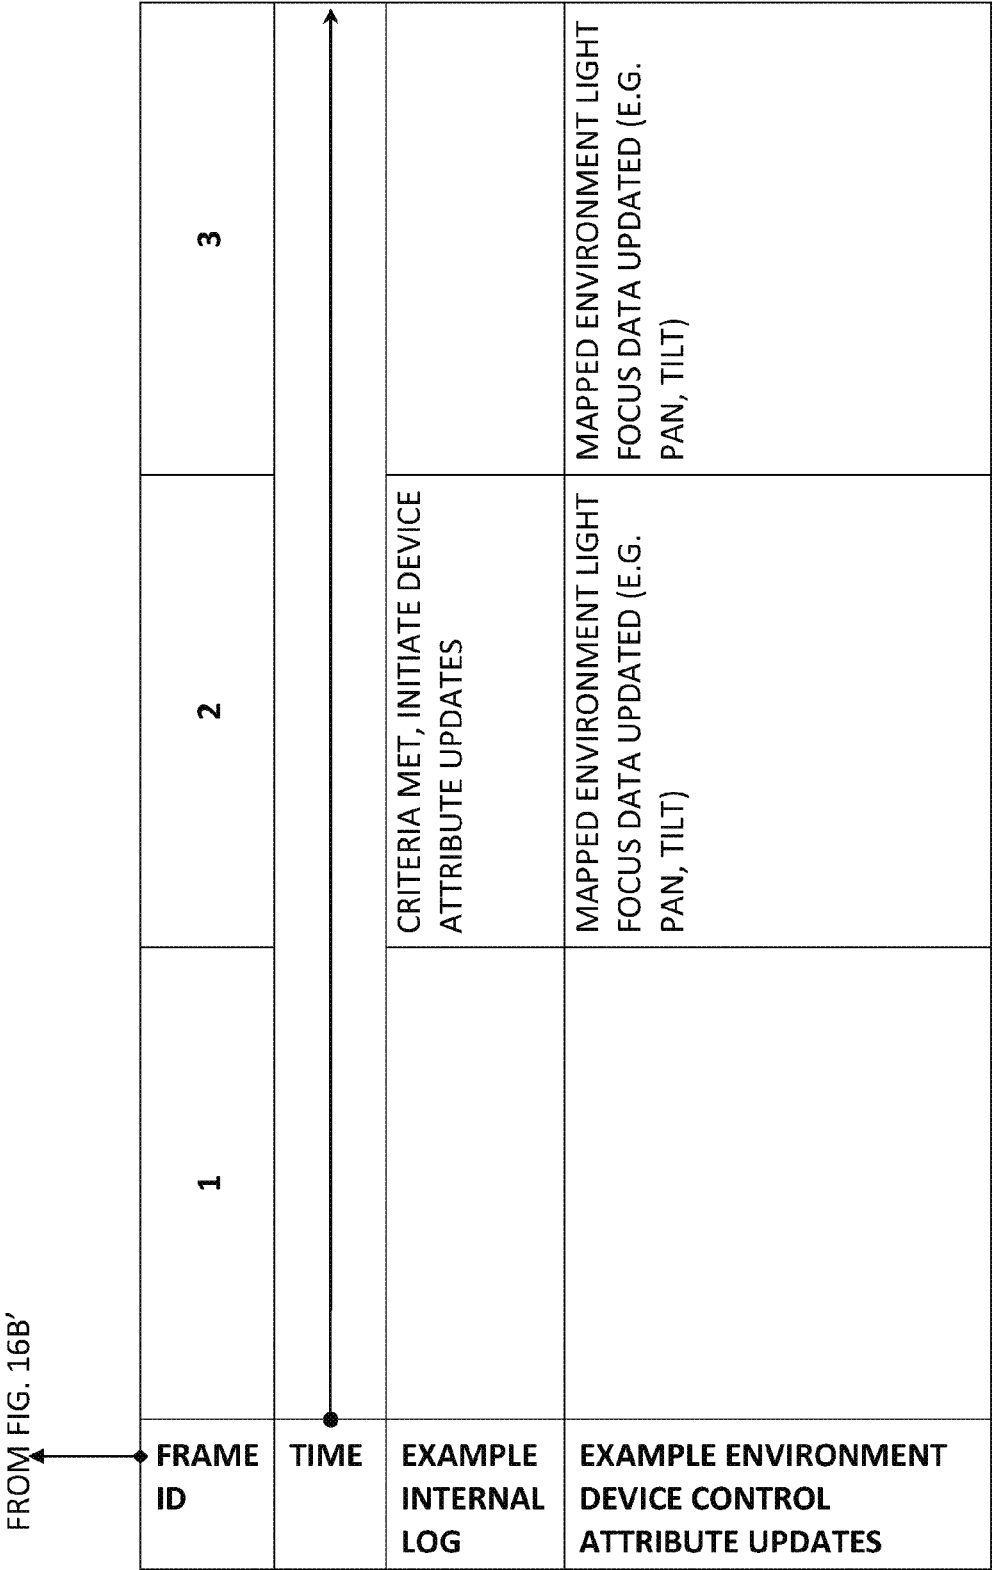 FROM FIG. 16B′
FRAME
ID
1
2
3
TIME
EXAMPLE
INTERNAL
LOG
CRITERIA MET, INITIATE DEVICE
ATTRIBUTE UPDATES
EXAMPLE ENVIRONMENT
DEVICE CONTROL
ATTRIBUTE UPDATES
MAPPED ENVIRONMENT LIGHT
FOCUS DATA UPDATED (E.G.
PAN, TILT)
MAPPED ENVIRONMENT LIGHT
FOCUS DATA UPDATED (E.G.
PAN, TILT)